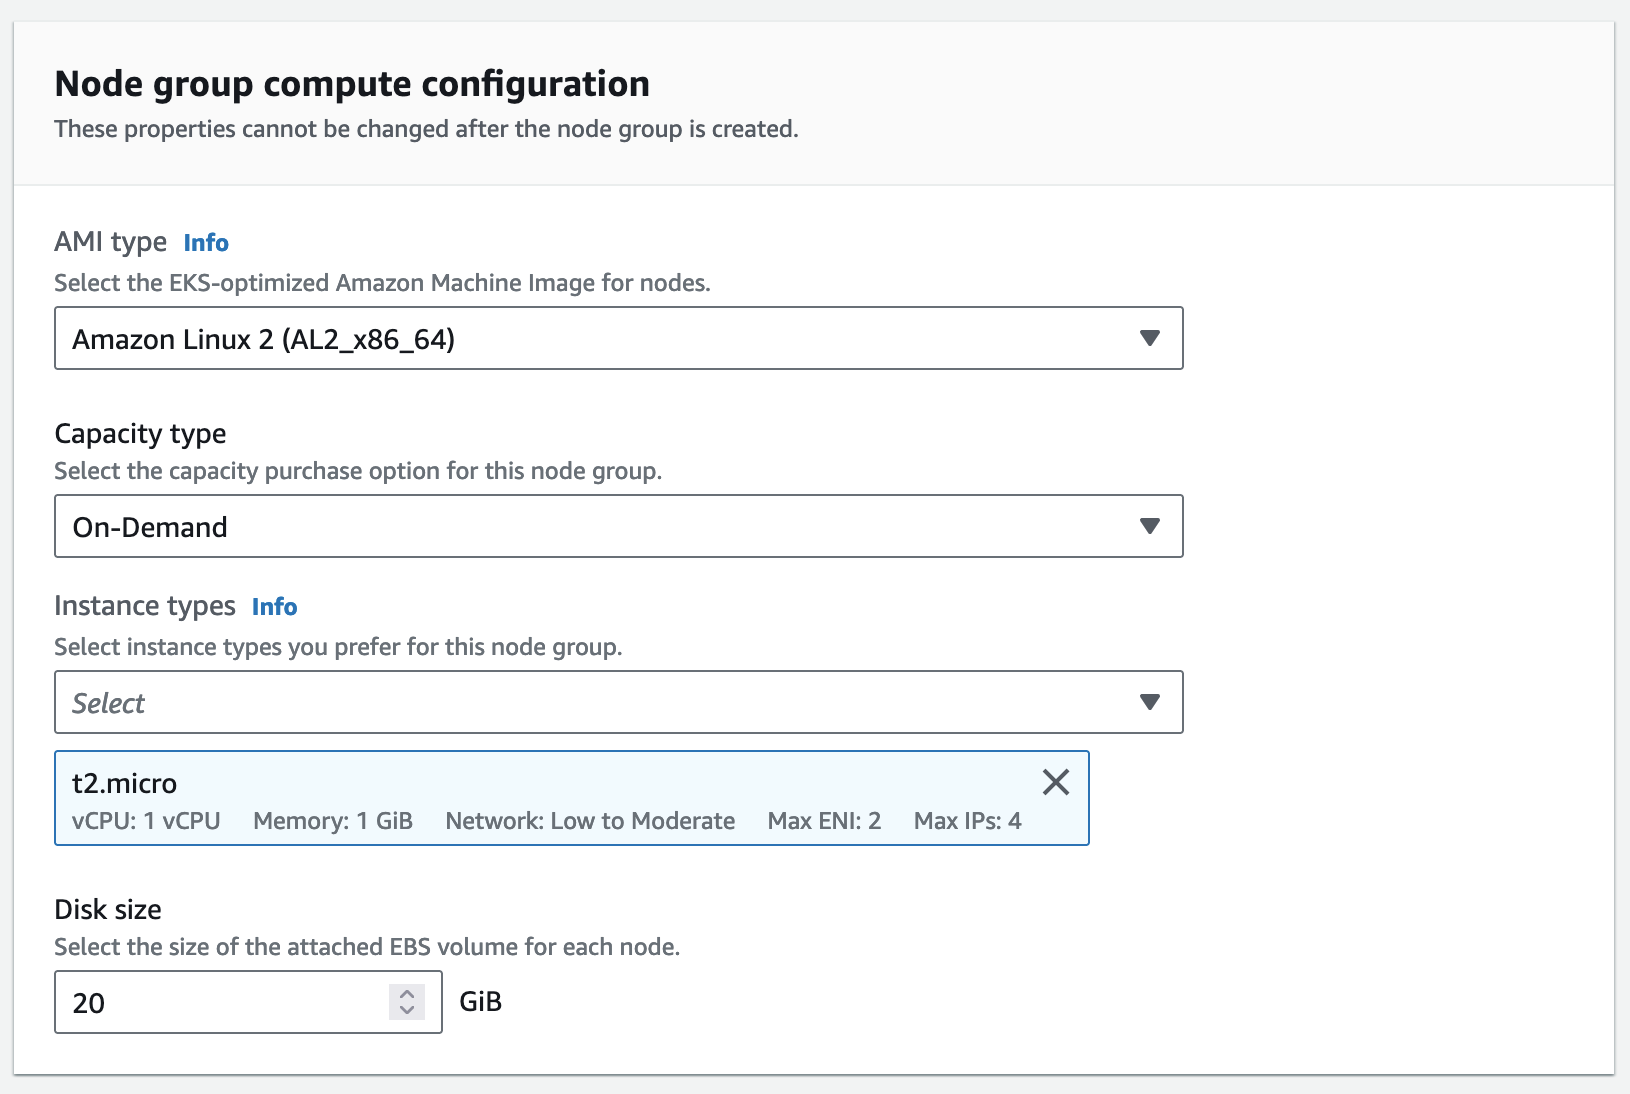 Node group compute configuration
These properties cannot be changed after the node group is created.
AMI type Info
Select the EKS-optimized Amazon Machine Image for nodes.
Amazon Linux 2 (AL2_x86_64)
Capacity type
Select the capacity purchase option for this node group.
On-Demand
Instance types Info
Select instance types you prefer for this node group.
Select
t2.micro
vCPU: 1 vCPU Memory: 1 GiB Network: Low to Moderate Max ENI: 2 Max IPs: 4
Disk size
Select the size of the attached EBS volume for each node.
20 GiB